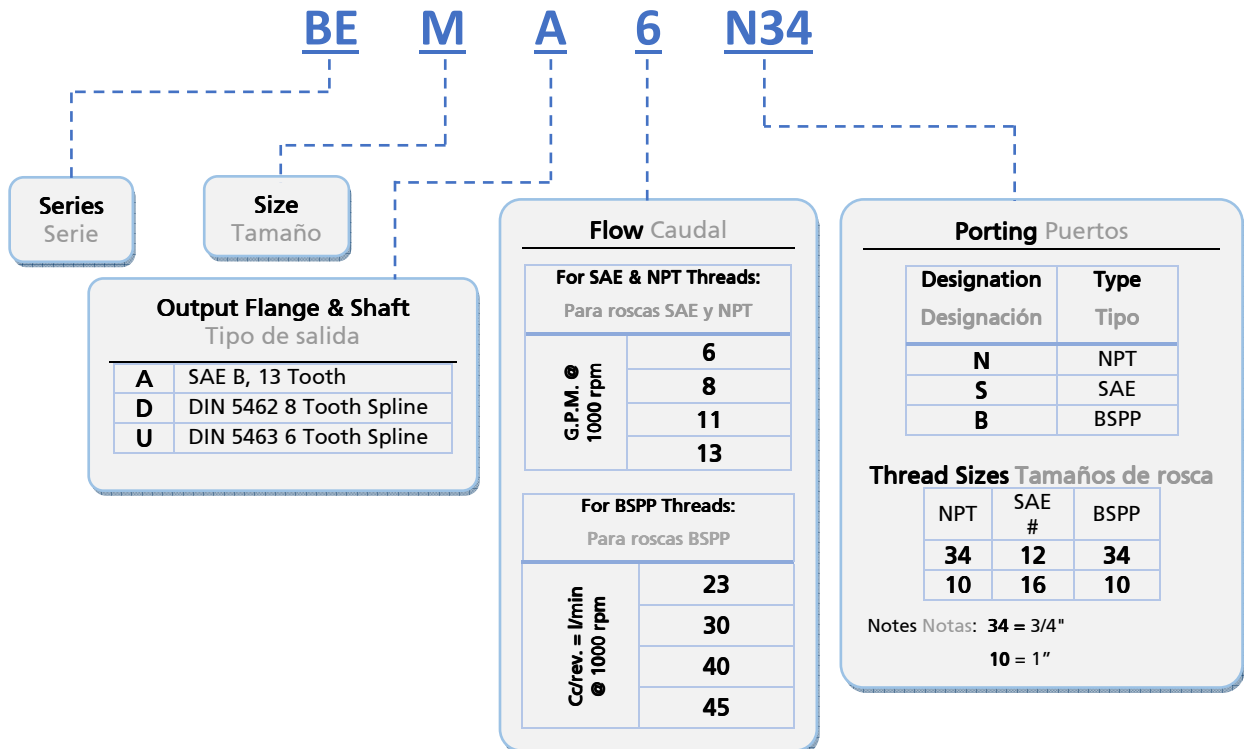 BE M A 6 N34
Series
Serie
Size
Tamaño
Output Flange & Shaft
Tipo de salida
A SAE B, 13 Tooth
D DIN 5462 8 Tooth Spline
U DIN 5463 6 Tooth Spline
Flow Caudal
For SAE & NPT Threads:
Para roscas SAE y NPT
G.P.M. @
1000 rpm
6
8
11
13
For BSPP Threads:
Para roscas BSPP
Cc/rev. = l/min
@ 1000 rpm
23
30
40
45
Porting Puertos
Designation Type
Designación Tipo
N NPT
S SAE
B BSPP
Thread Sizes Tamaños de rosca
NPT SAE # BSPP
34 12 34
10 16 10
Notes Notas: 34 = 3/4"
10 = 1”